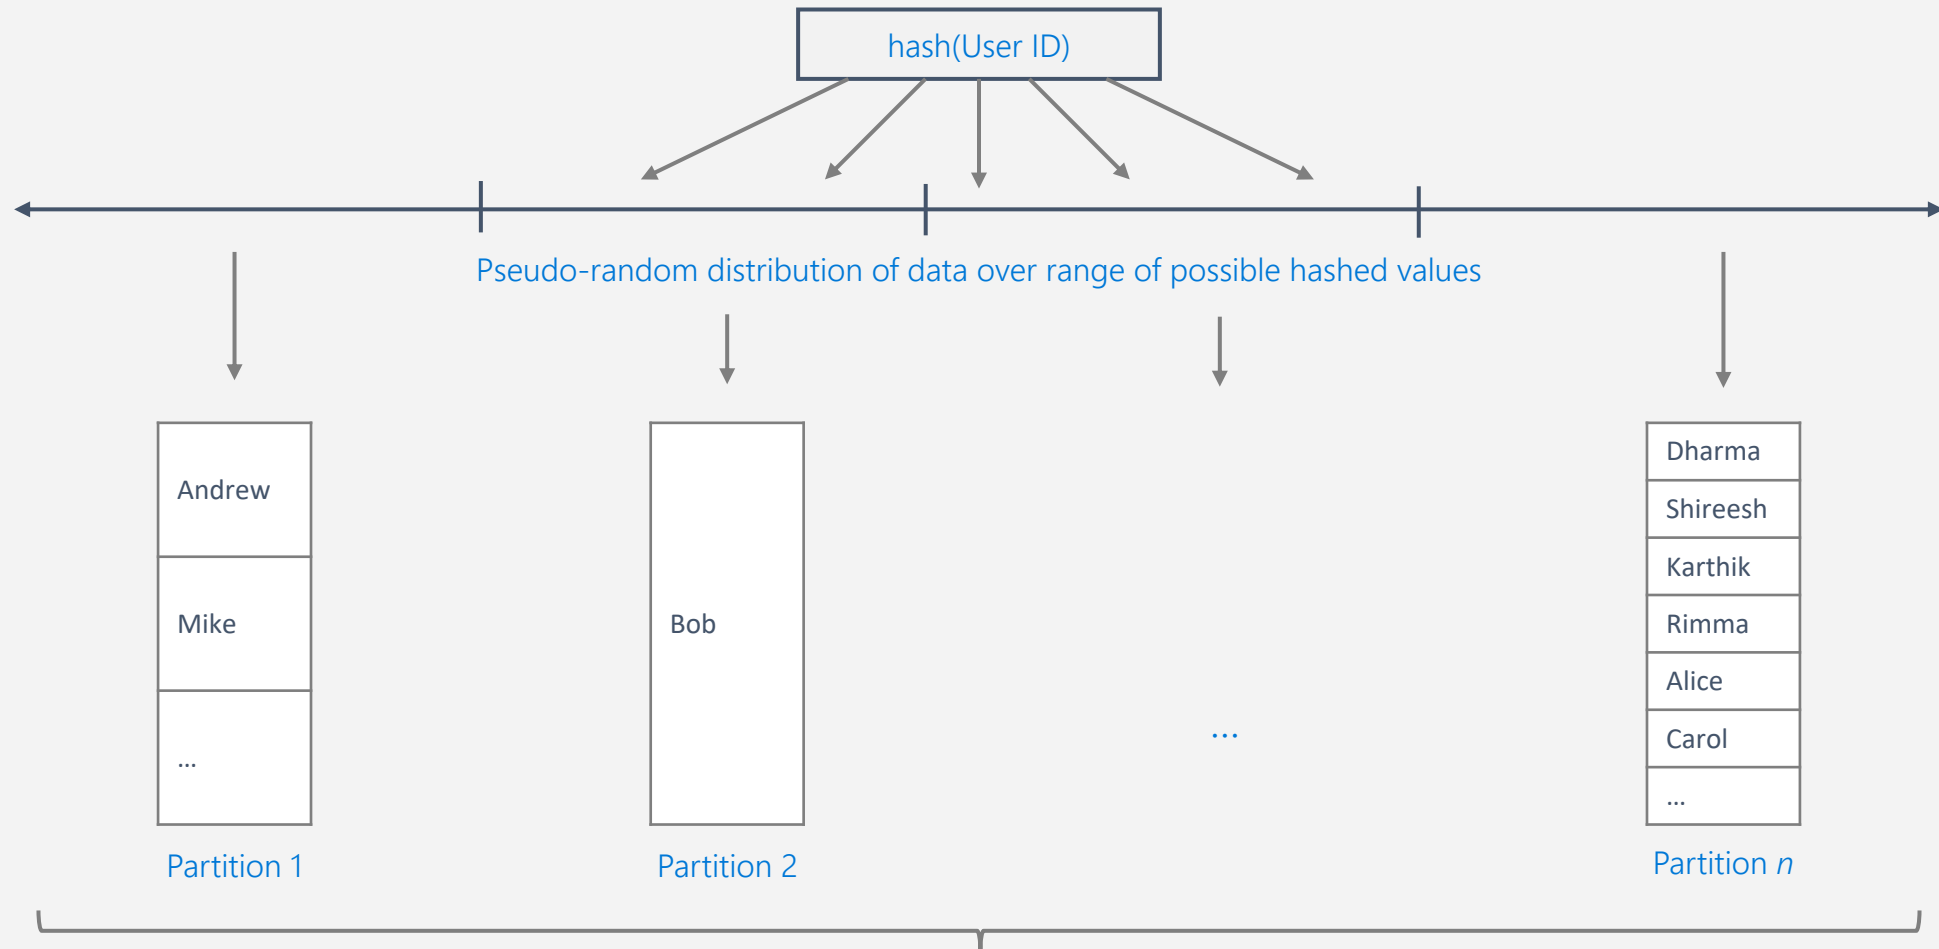 hash(User ID)
Pseudo-random distribution of data over range of possible hashed values
Andrew
Mike
...
Partition 1
Bob
Partition 2
...
Dharma
Shireesh
Karthik
Rimma
Alice
Carol
...
Partition n